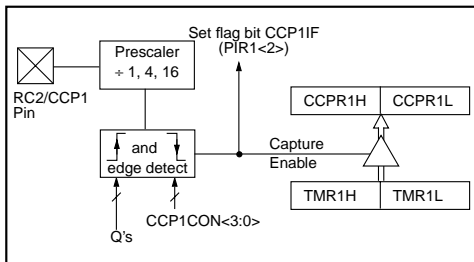 Set flag bit CCP1IF
(PIR1<2>)
Prescaler
÷ 1, 4, 16
RC2/CCP1
Pin
CCPR1H CCPR1L
and
edge detect
Capture
Enable
TMR1H TMR1L
CCP1CON<3:0>
Q's